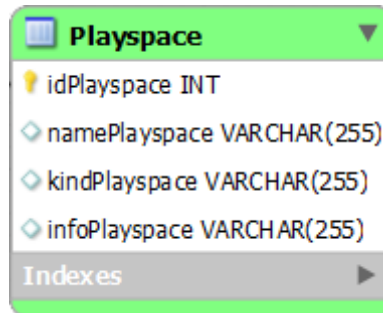 Playspace
idPlayspace INT
namePlayspace VARCHAR(255)
kindPlayspace VARCHAR(255)
infoPlayspace VARCHAR(255)
Indexes